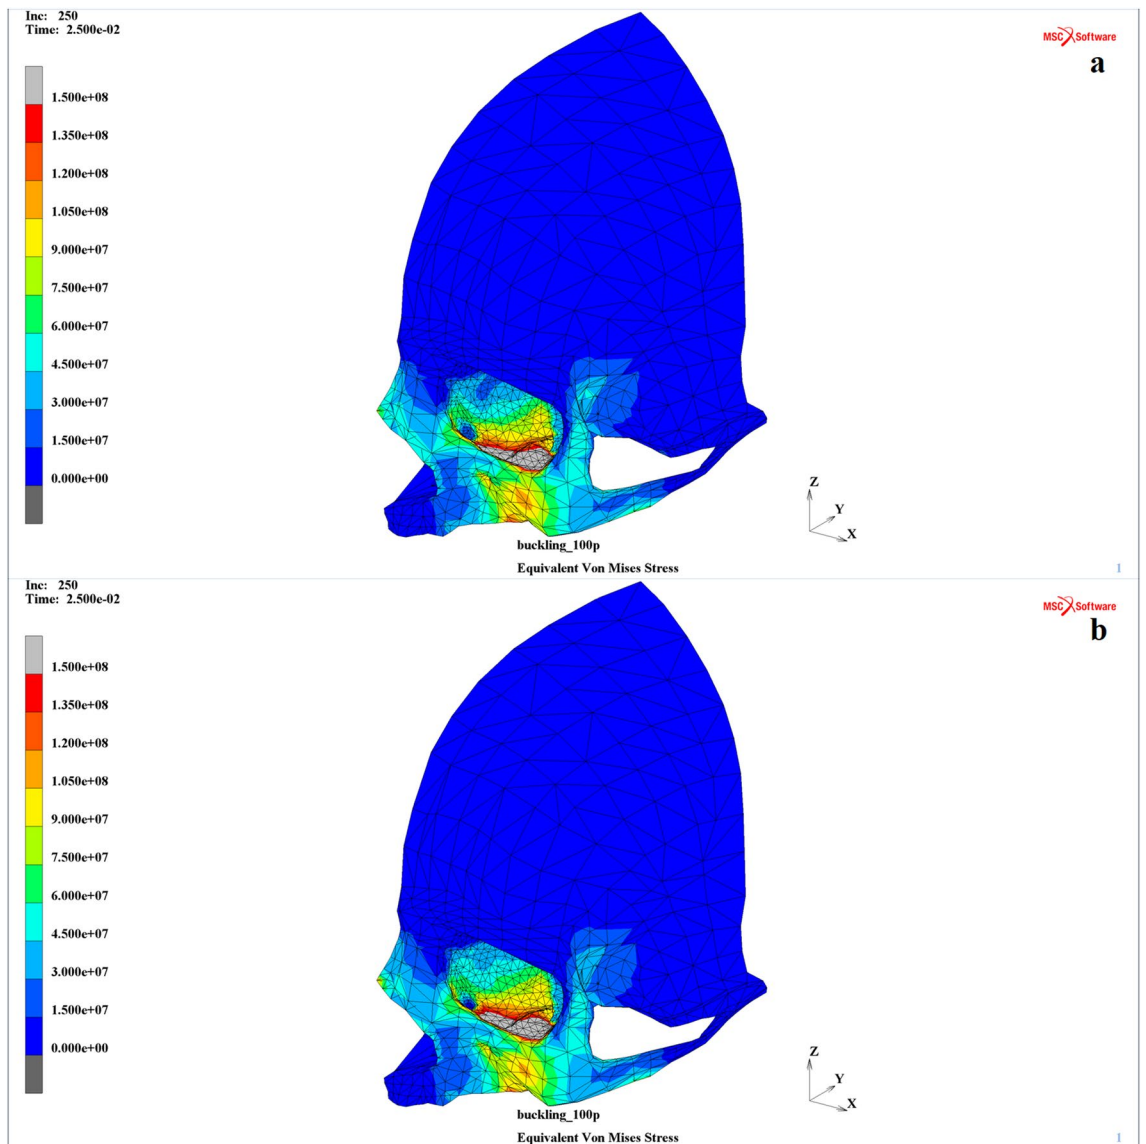 Inc: 250
Time: 2.500e-02
MSC Software
a
1.500e+08
1.350e+08
1.200e+08
1.050e+08
9.000e+07
7.500e+07
6.000e+07
4.500e+07
3.000e+07
1.500e+07
0.000e+00
Z
Y
X
buckling_100p
Equivalent Von Mises Stress
1
Inc: 250
Time: 2.500e-02
MSC Software
b
1.500e+08
1.350e+08
1.200e+08
1.050e+08
9.000e+07
7.500e+07
6.000e+07
4.500e+07
3.000e+07
1.500e+07
0.000e+00
Z
Y
X
buckling_100p
Equivalent Von Mises Stress
1